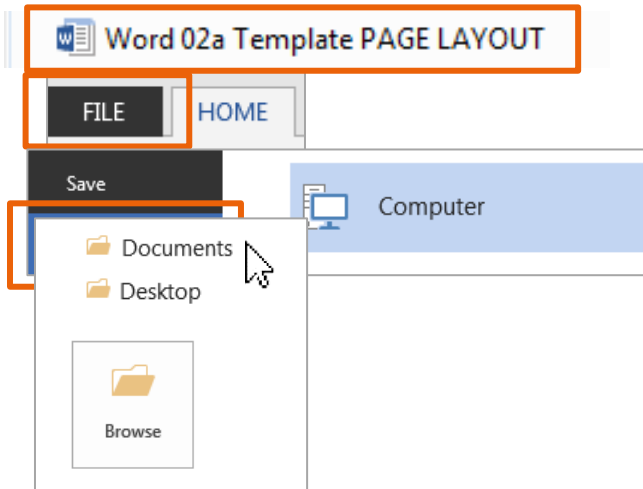 Word 02a Template PAGE LAYOUT
FILE HOME
Save
Computer
Documents
Desktop
Browse